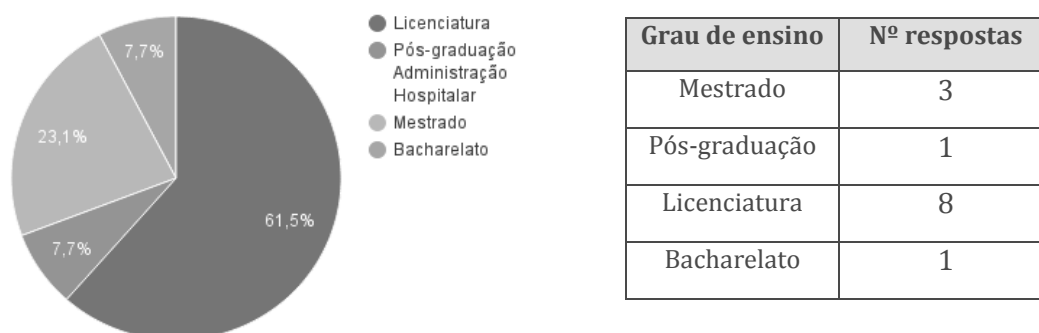 7,7%
23,1%
7,7%
61,5%
Licenciatura
Pós-graduação
Administração
Hospitalar
Mestrado
Bacharelato
Grau de ensino Nº respostas
Mestrado 3
Pós-graduação 1
Licenciatura 8
Bacharelato 1